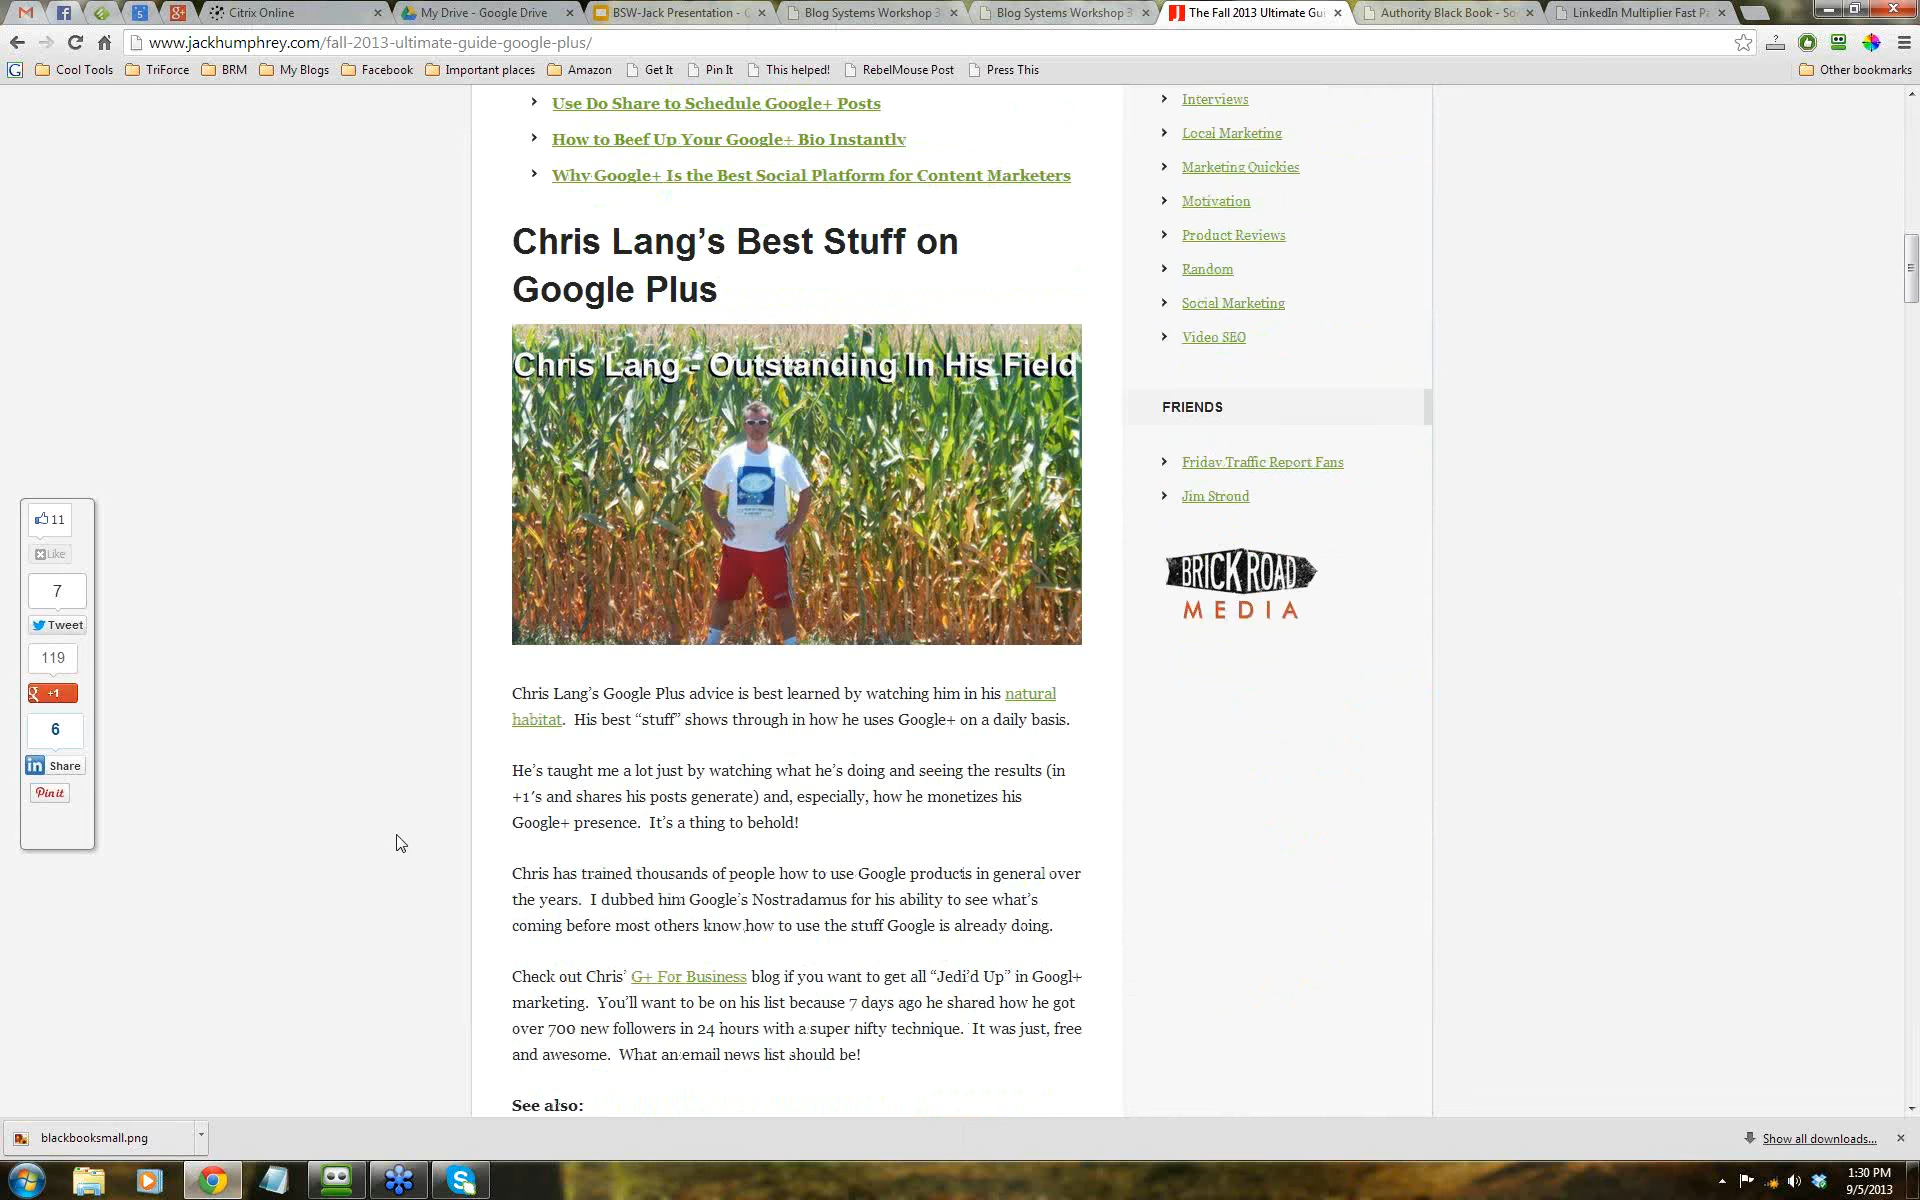 Citrix Online
My Drive - Google Drive
BSW-Jack Presentation -
Blog Systems Workshop 3
Blog Systems Workshop 3
The Fall 2013 Ultimate Gui
Authority Black Book - So
LinkedIn Multiplier Fast Pa
www.jackhumphrey.com/fall-2013-ultimate-guide-google-plus/
Cool Tools
TriForce
BRM
My Blogs
Facebook
Important places
Amazon
Get It
Pin It
This helped!
RebelMouse Post
Press This
Other bookmarks
Use Do Share to Schedule Google+ Posts
How to Beef Up Your Google+ Bio Instantly
Why Google+ Is the Best Social Platform for Content Marketers
Chris Lang’s Best Stuff on
Google Plus
Chris Lang - Outstanding In His Field
Chris Lang’s Google Plus advice is best learned by watching him in his natural
habitat. His best “stuff” shows through in how he uses Google+ on a daily basis.
He’s taught me a lot just by watching what he’s doing and seeing the results (in
+1′s and shares his posts generate) and, especially, how he monetizes his
Google+ presence. It’s a thing to behold!
Chris has trained thousands of people how to use Google products in general over
the years. I dubbed him Google’s Nostradamus for his ability to see what’s
coming before most others know how to use the stuff Google is already doing.
Check out Chris’ G+ For Business blog if you want to get all “Jedi’d Up” in Googl+
marketing. You’ll want to be on his list because 7 days ago he shared how he got
over 700 new followers in 24 hours with a super nifty technique. It was just, free
and awesome. What an email news list should be!
See also:
Interviews
Local Marketing
Marketing Quickies
Motivation
Product Reviews
Random
Social Marketing
Video SEO
FRIENDS
Friday Traffic Report Fans
Jim Stroud
BRICK ROAD
MEDIA
11
Like
7
Tweet
119
+1
6
in Share
Pin it
blackbooksmall.png
Show all downloads...
1:30 PM
9/5/2013